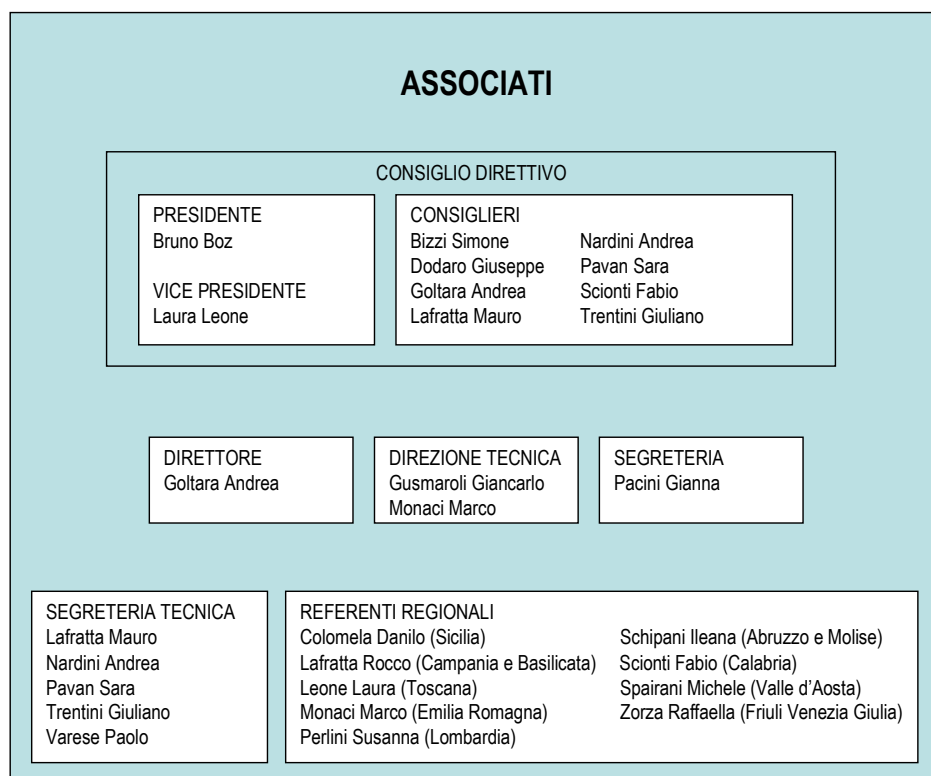 ASSOCIATI
CONSIGLIO DIRETTIVO
PRESIDENTE
Bruno Boz
VICE PRESIDENTE
Laura Leone
CONSIGLIERI
Bizzi Simone
Dodaro Giuseppe
Goltara Andrea
Lafratta Mauro
Nardini Andrea
Pavan Sara
Scionti Fabio
Trentini Giuliano
DIRETTORE
Goltara Andrea
DIREZIONE TECNICA
Gusmaroli Giancarlo
Monaci Marco
SEGRETERIA
Pacini Gianna
SEGRETERIA TECNICA
Lafratta Mauro
Nardini Andrea
Pavan Sara
Trentini Giuliano
Varese Paolo
REFERENTI REGIONALI
Colomela Danilo (Sicilia)
Lafratta Rocco (Campania e Basilicata)
Leone Laura (Toscana)
Monaci Marco (Emilia Romagna)
Perlini Susanna (Lombardia)
Schipani Ileana (Abruzzo e Molise)
Scionti Fabio (Calabria)
Spairani Michele (Valle d'Aosta)
Zorza Raffaella (Friuli Venezia Giulia)